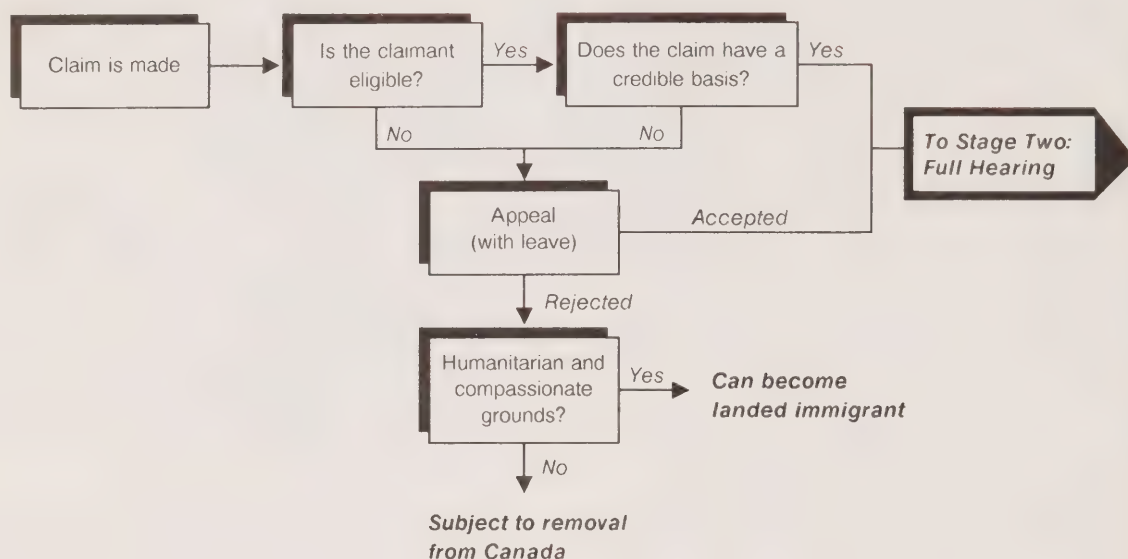 Claim is made
Is the claimant
eligible?
Yes
Does the claim have a
credible basis?
Yes
No
No
To Stage Two:
Full Hearing
Appeal
(with leave)
Accepted
Rejected
Humanitarian and
compassionate
grounds?
Yes
Can become
landed immigrant
No
Subject to removal
from Canada